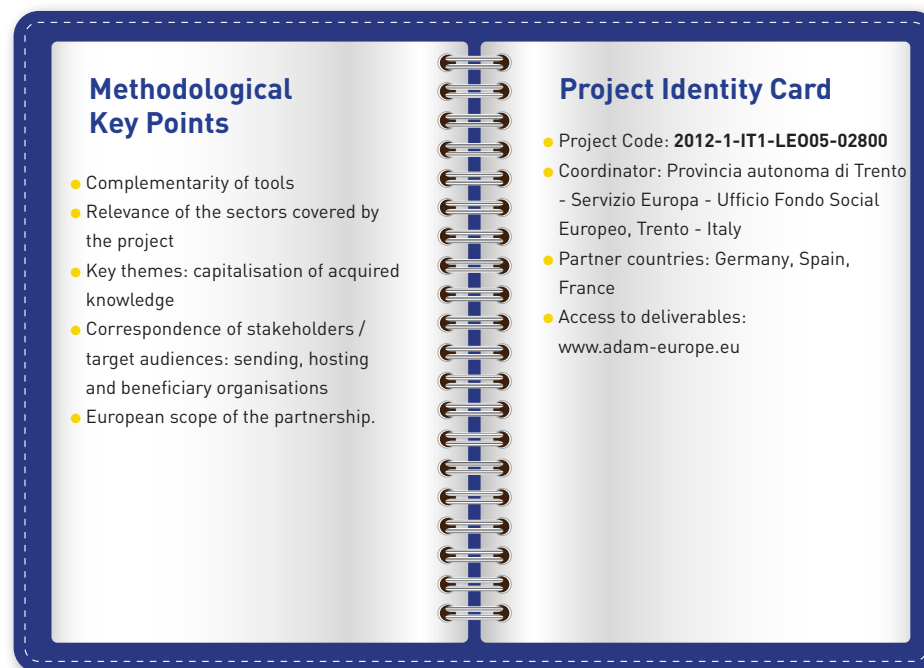 Methodological
Key Points
Complementarity of tools
Relevance of the sectors covered by
the project
Key themes: capitalisation of acquired
knowledge
Correspondence of stakeholders /
target audiences: sending, hosting
and beneficiary organisations
European scope of the partnership.
Project Identity Card
Project Code: 2012-1-IT1-LEO05-02800
Coordinator: Provincia autonoma di Trento
- Servizio Europa - Ufficio Fondo Social
Europeo, Trento - Italy
Partner countries: Germany, Spain,
France
Access to deliverables:
www.adam-europe.eu